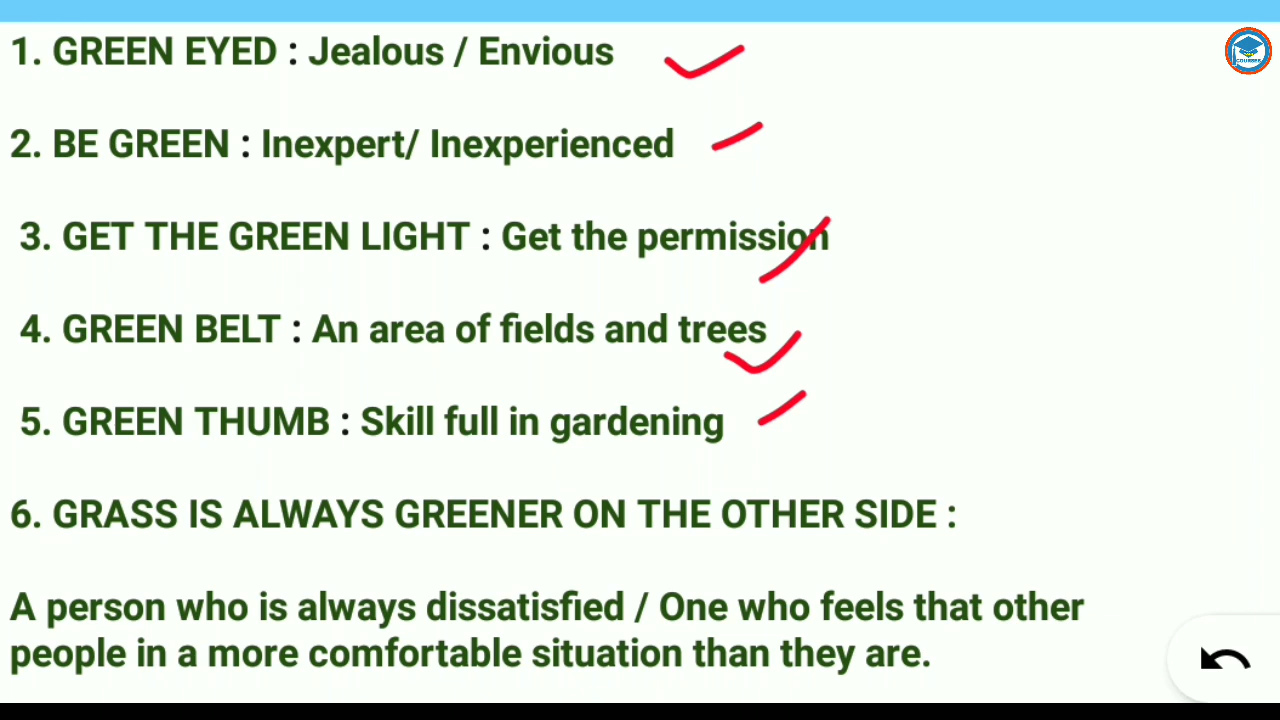 1. GREEN EYED : Jealous / Envious
2. BE GREEN : Inexpert/ Inexperienced
3. GET THE GREEN LIGHT : Get the permission
4. GREEN BELT : An area of fields and trees
5. GREEN THUMB : Skill full in gardening
6. GRASS IS ALWAYS GREENER ON THE OTHER SIDE :
A person who is always dissatisfied / One who feels that other
people in a more comfortable situation than they are.
COURSES